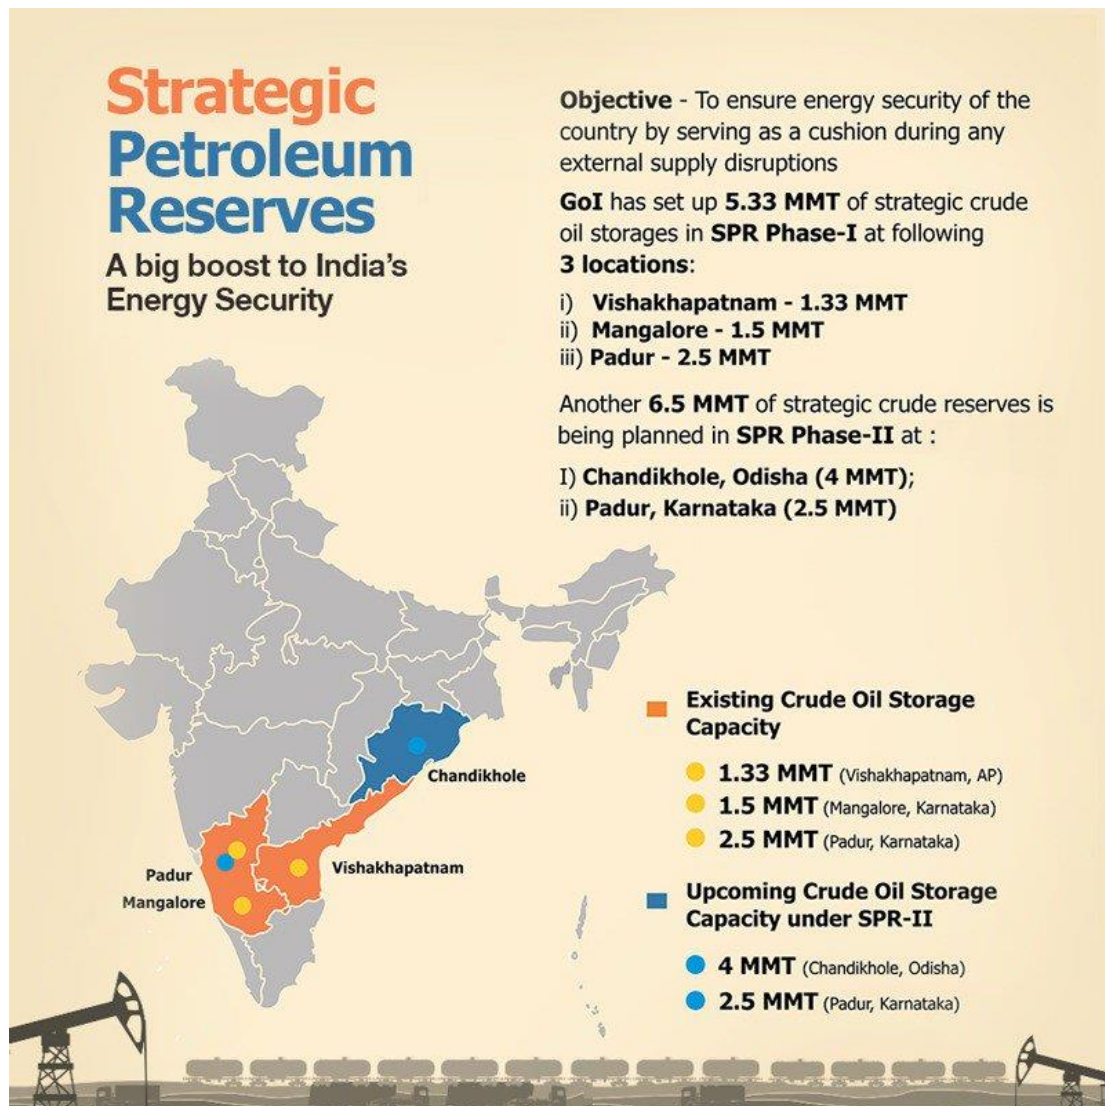 Strategic
Petroleum
Reserves
A big boost to India's
Energy Security
Objective - To ensure energy security of the
country by serving as a cushion during any
external supply disruptions
GoI has set up 5.33 MMT of strategic crude
oil storages in SPR Phase-I at following
3 locations:
i) Vishakhapatnam - 1.33 MMT
ii) Mangalore - 1.5 MMT
iii) Padur - 2.5 MMT
Another 6.5 MMT of strategic crude reserves is
being planned in SPR Phase-II at :
I) Chandikhole, Odisha (4 MMT);
ii) Padur, Karnataka (2.5 MMT)
Chandikhole
Vishakhapatnam
Padur
Mangalore
Existing Crude Oil Storage
Capacity
1.33 MMT (Vishakhapatnam, AP)
1.5 MMT (Mangalore, Karnataka)
2.5 MMT (Padur, Karnataka)
Upcoming Crude Oil Storage
Capacity under SPR-II
4 MMT (Chandikhole, Odisha)
2.5 MMT (Padur, Karnataka)